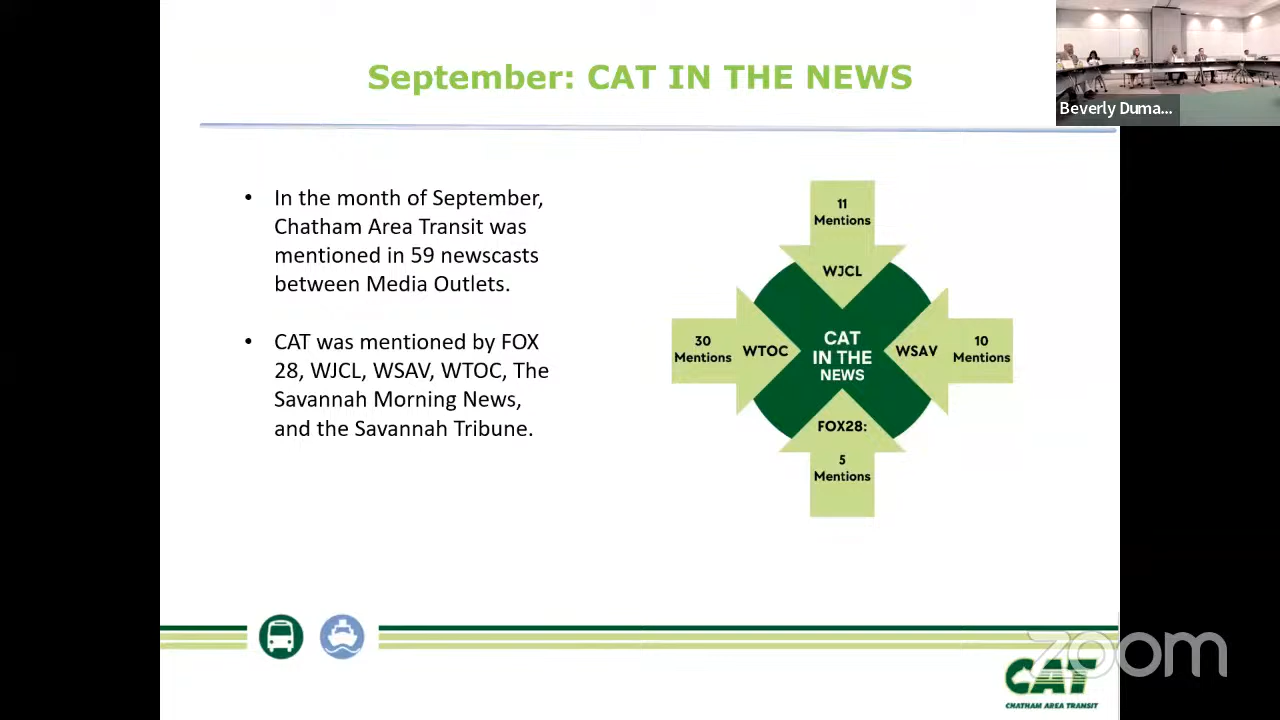 September: CAT IN THE NEWS
Beverly Duma...
• In the month of September,
Chatham Area Transit was
mentioned in 59 newscasts
between Media Outlets.
• CAT was mentioned by FOX
28, WJCL, WSAV, WTOC, The
Savannah Morning News,
and the Savannah Tribune.
11
Mentions
WJCL
30
Mentions
WTOC
CAT
IN THE
NEWS
WSAV
10
Mentions
FOX28:
5
Mentions
zoom
CAT
CHATHAM AREA TRANSIT